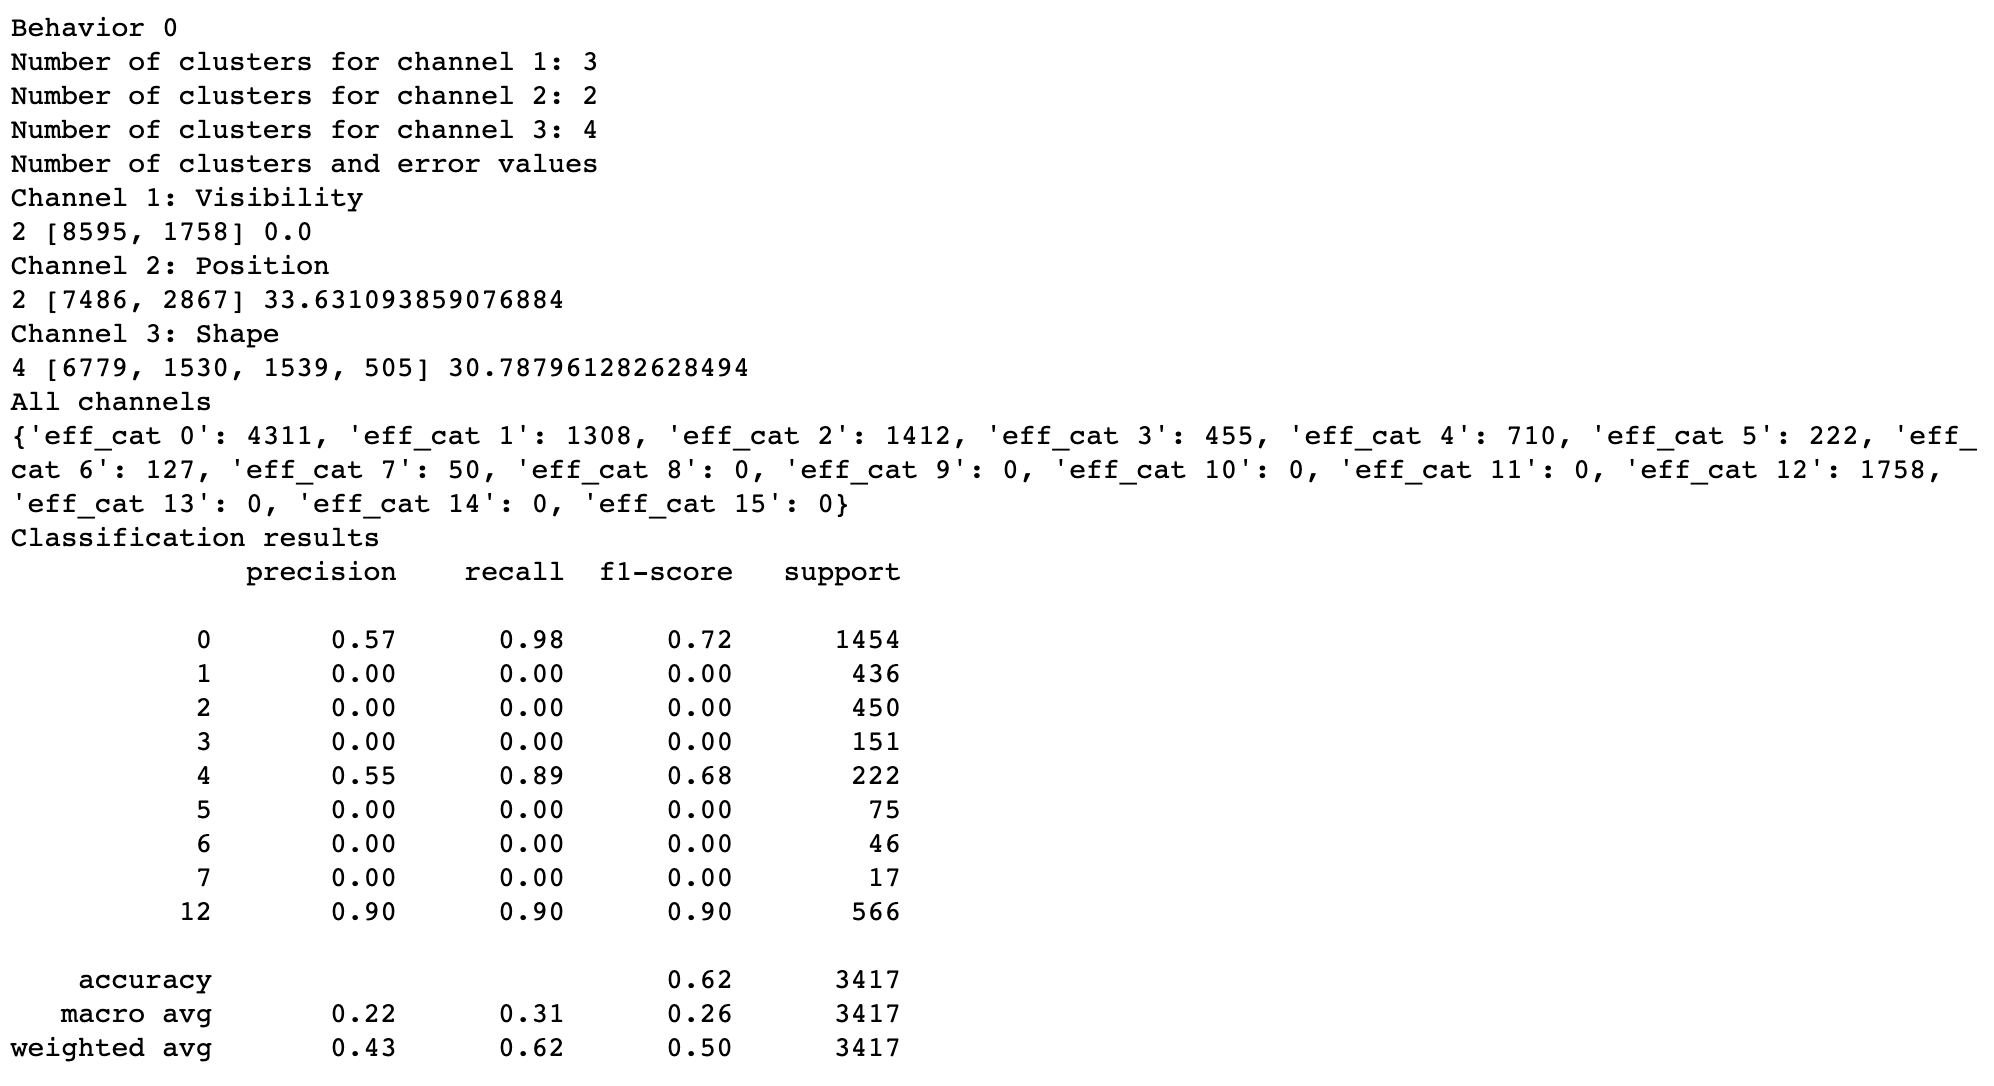 Behavior 0
Number of clusters for channel 1: 3
Number of clusters for channel 2: 2
Number of clusters for channel 3: 4
Number of clusters and error values
Channel 1: Visibility
2 [8595, 1758] 0.0
Channel 2: Position
2 [7486, 2867] 33.631093859076884
Channel 3: Shape
4 [6779, 1530, 1539, 505] 30.787961282628494
All channels
{'eff_cat 0': 4311, 'eff_cat 1': 1308, 'eff_cat 2': 1412, 'eff_cat 3': 455, 'eff_cat 4': 710, 'eff_cat 5': 222, 'eff_
cat 6': 127, 'eff_cat 7': 50, 'eff_cat 8': 0, 'eff_cat 9': 0, 'eff_cat 10': 0, 'eff_cat 11': 0, 'eff_cat 12': 1758,
'eff_cat 13': 0, 'eff_cat 14': 0, 'eff_cat 15': 0}
Classification results
precision recall f1-score support
0 0.57 0.98 0.72 1454
1 0.00 0.00 0.00 436
2 0.00 0.00 0.00 450
3 0.00 0.00 0.00 151
4 0.55 0.89 0.68 222
5 0.00 0.00 0.00 75
6 0.00 0.00 0.00 46
7 0.00 0.00 0.00 17
12 0.90 0.90 0.90 566
accuracy 0.62 3417
macro avg 0.22 0.31 0.26 3417
weighted avg 0.43 0.62 0.50 3417